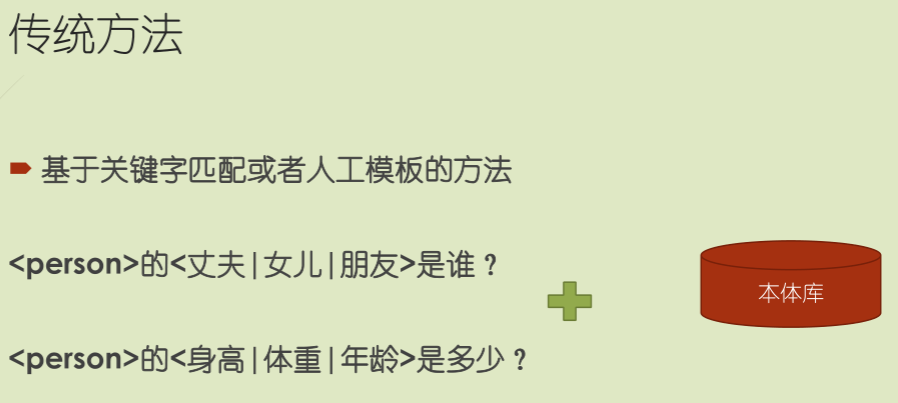 传统方法
基于关键字匹配或者人工模板的方法
<person>的<丈夫|女儿|朋友>是谁？
本体库
<person>的<身高|体重|年龄>是多少？